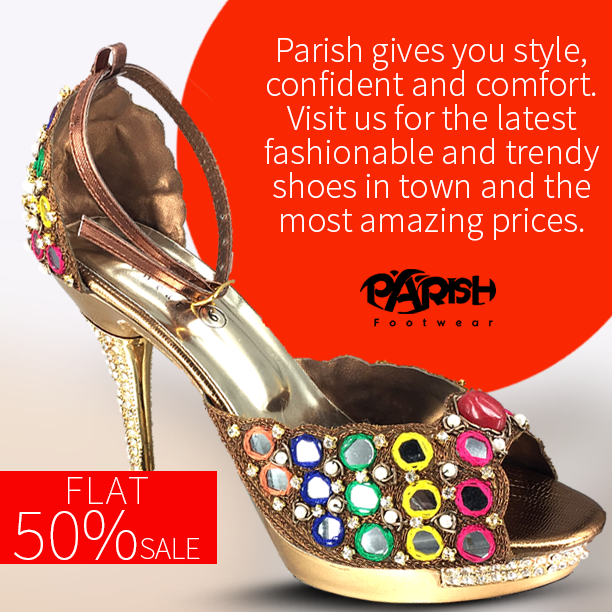 Parish gives you style,
confident and comfort.
Visit us for the latest
fashionable and trendy
shoes in town and the
most amazing prices.
PARISH
Footwear
6
FLAT
50% SALE